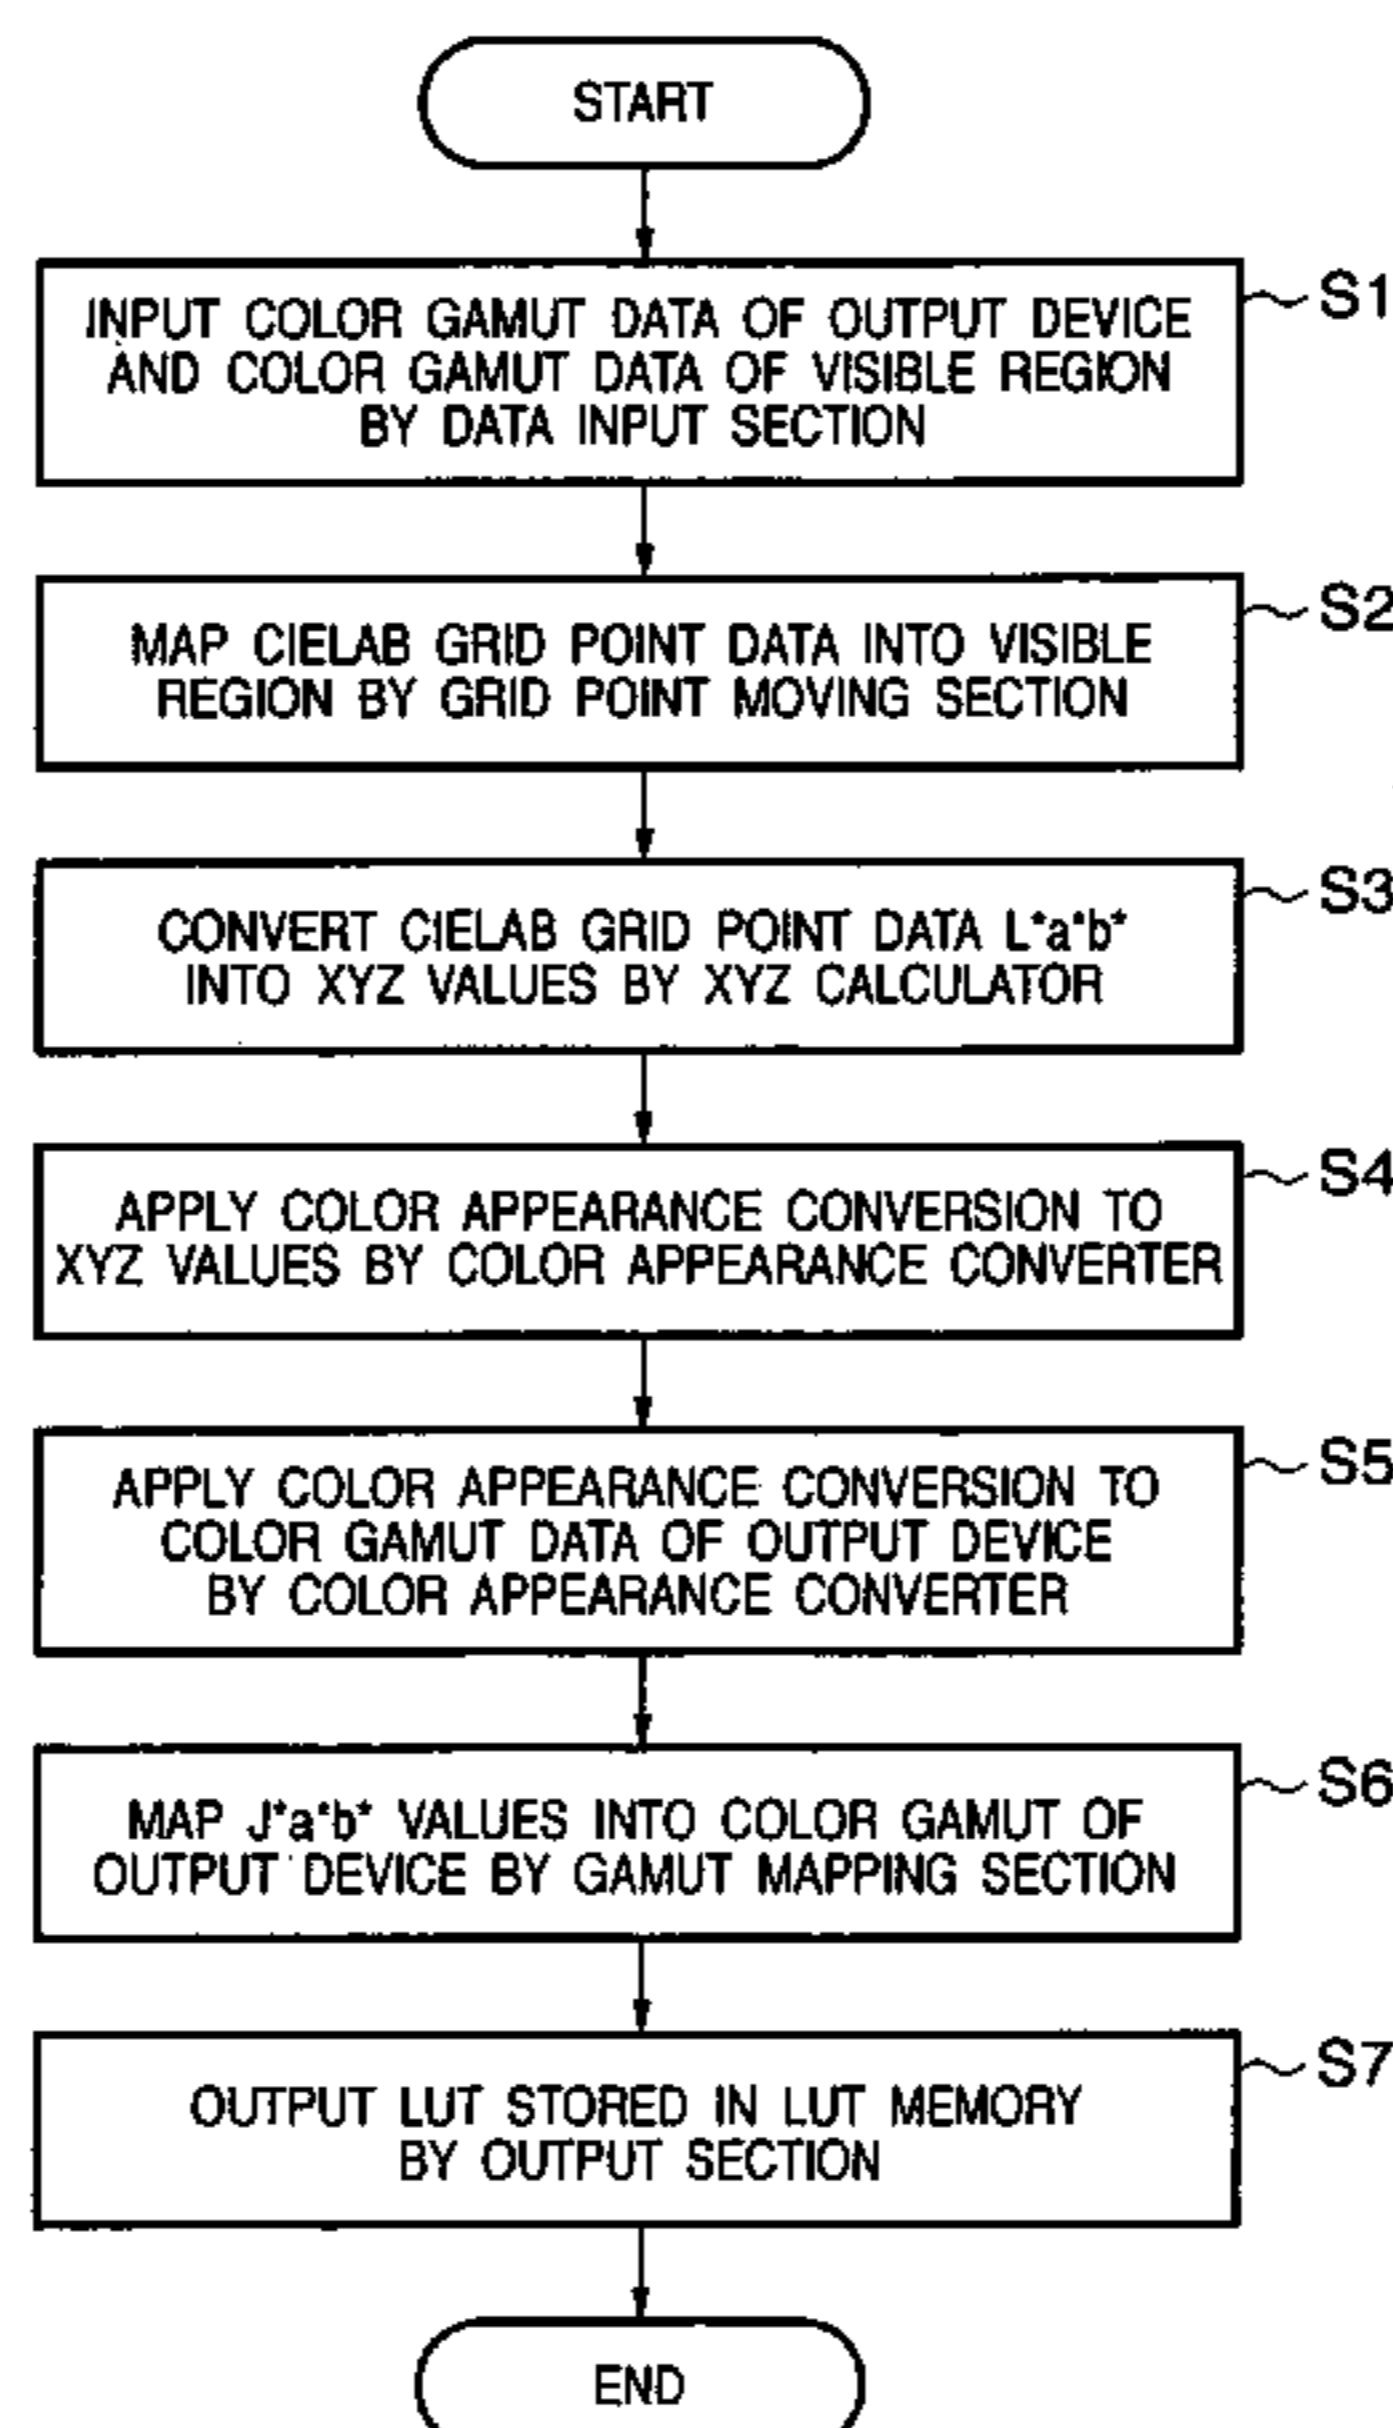 START
INPUT COLOR GAMUT DATA OF OUTPUT DEVICE
AND COLOR GAMUT DATA OF VISIBLE REGION
BY DATA INPUT SECTION
S1
MAP CIELAB GRID POINT DATA INTO VISIBLE
REGION BY GRID POINT MOVING SECTION
S2
CONVERT CIELAB GRID POINT DATA L*a*b*
INTO XYZ VALUES BY XYZ CALCULATOR
S3
APPLY COLOR APPEARANCE CONVERSION TO
XYZ VALUES BY COLOR APPEARANCE CONVERTER
S4
APPLY COLOR APPEARANCE CONVERSION TO
COLOR GAMUT DATA OF OUTPUT DEVICE
BY COLOR APPEARANCE CONVERTER
S5
MAP J*a*b* VALUES INTO COLOR GAMUT OF
OUTPUT DEVICE BY GAMUT MAPPING SECTION
S6
OUTPUT LUT STORED IN LUT MEMORY
BY OUTPUT SECTION
S7
END